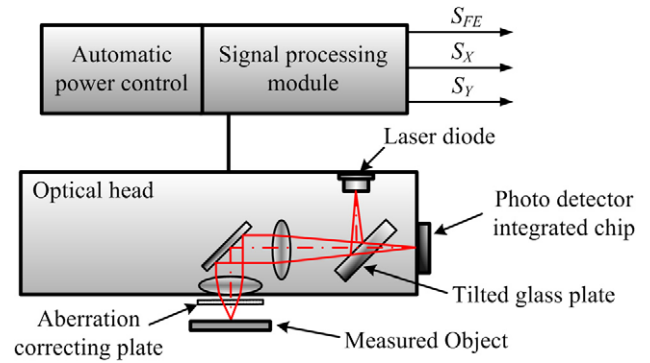 Automatic
power control
Signal processing
module
S_FE
S_X
S_Y
Laser diode
Optical head
Photo detector
integrated chip
Tilted glass plate
Aberration
correcting plate
Measured Object